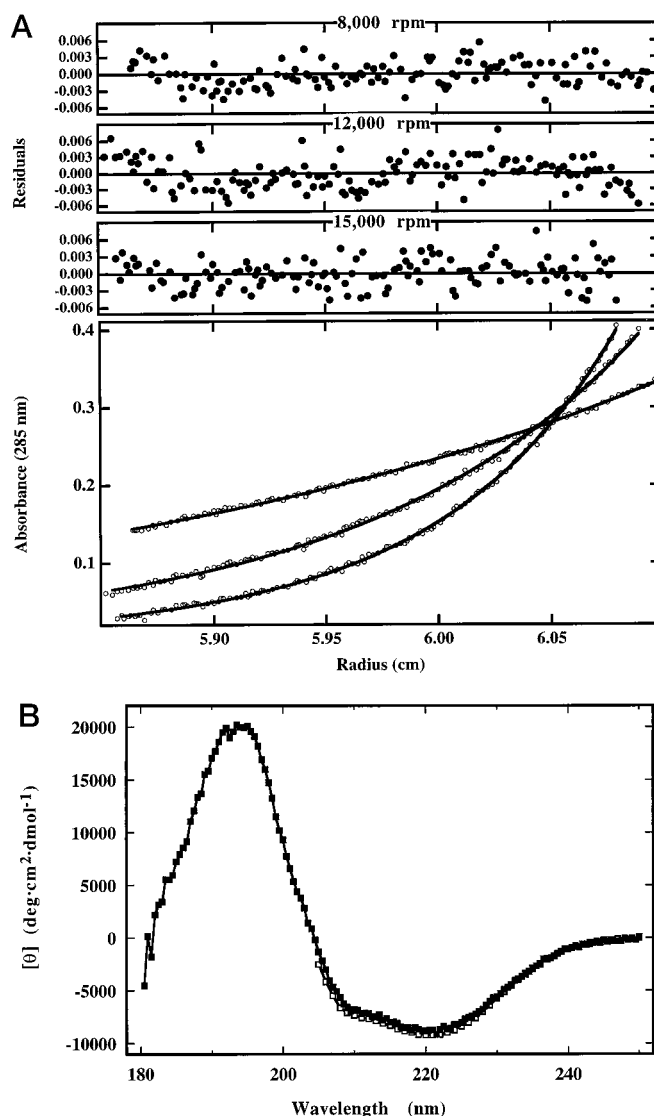 A
8,000 rpm
0.006
0.003
0.000
-0.003
-0.006
12,000 rpm
0.006
0.003
0.000
-0.003
-0.006
Residuals
15,000 rpm
0.006
0.003
0.000
-0.003
-0.006
0.4
0.3
0.2
0.1
Absorbance (285 nm)
5.90 5.95 6.00 6.05
Radius (cm)
B
20000
15000
10000
5000
0
-5000
-10000
[θ] (deg·cm²·dmol⁻¹)
180 200 220 240
Wavelength (nm)